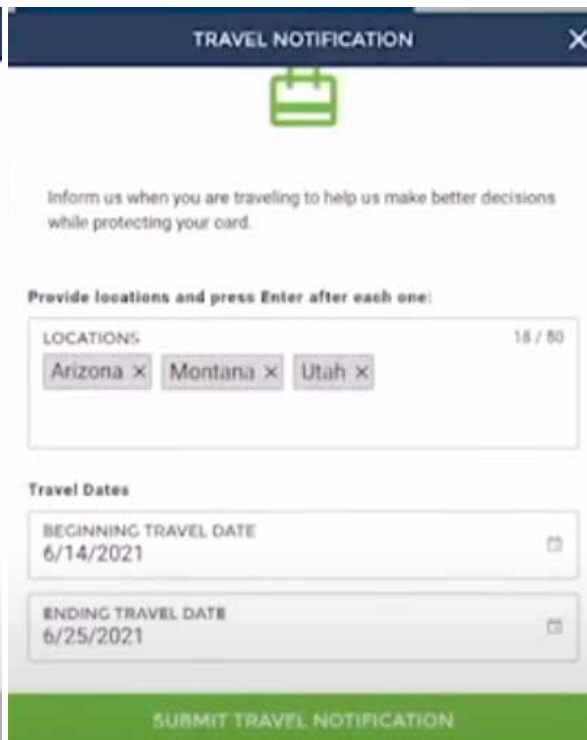 TRAVEL NOTIFICATION ×
Inform us when you are traveling to help us make better decisions
while protecting your card.
Provide locations and press Enter after each one:
LOCATIONS 18 / 80
Arizona × Montana × Utah ×
Travel Dates
BEGINNING TRAVEL DATE
6/14/2021
ENDING TRAVEL DATE
6/25/2021
SUBMIT TRAVEL NOTIFICATION